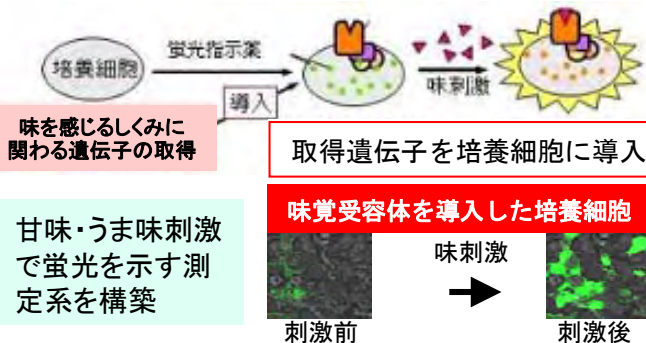 培養細胞
蛍光指示薬
導入
味刺激
味を感じるしくみに
関わる遺伝子の取得
取得遺伝子を培養細胞に導入
味覚受容体を導入した培養細胞
甘味・うま味刺激
で蛍光を示す測
定系を構築
味刺激
刺激前
刺激後